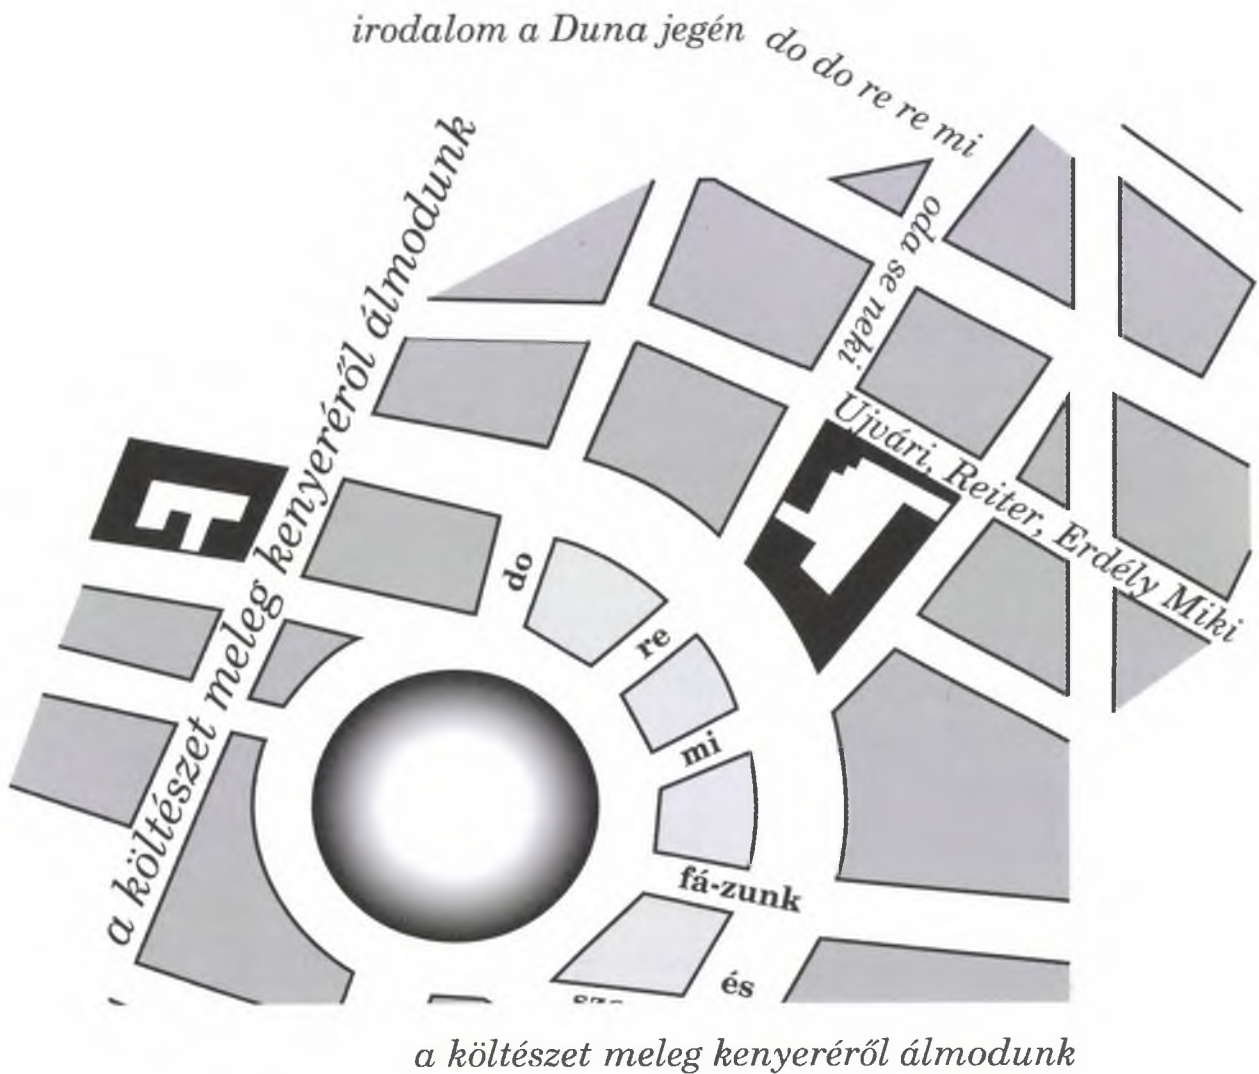 irodalom a Duna jegén
do do re re mi
a költészet meleg kenyeréről álmodunk
oda se neki
Ujvári, Reiter, Erdély Miki
do
re
mi
fá-zunk
és
a költészet meleg kenyeréről álmodunk